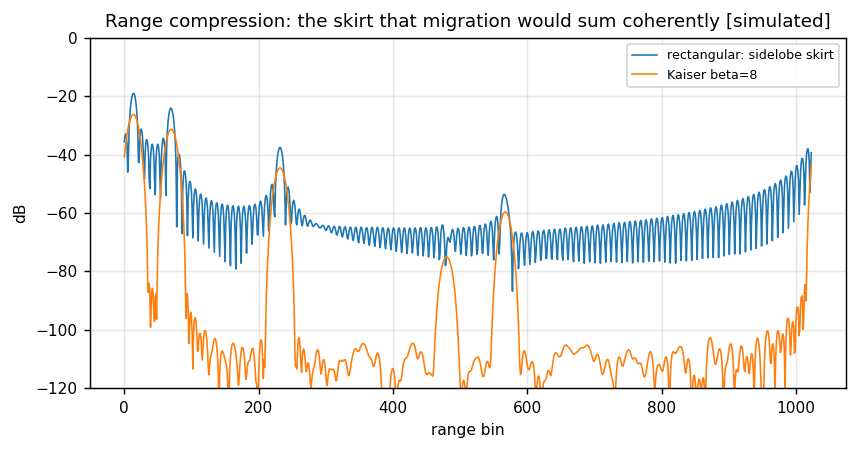 Range compression: the skirt that migration would sum coherently [simulated]
rectangular: sidelobe skirt
Kaiser beta=8
dB
0
−20
−40
−60
−80
−100
−120
0
200
400
600
800
1000
range bin